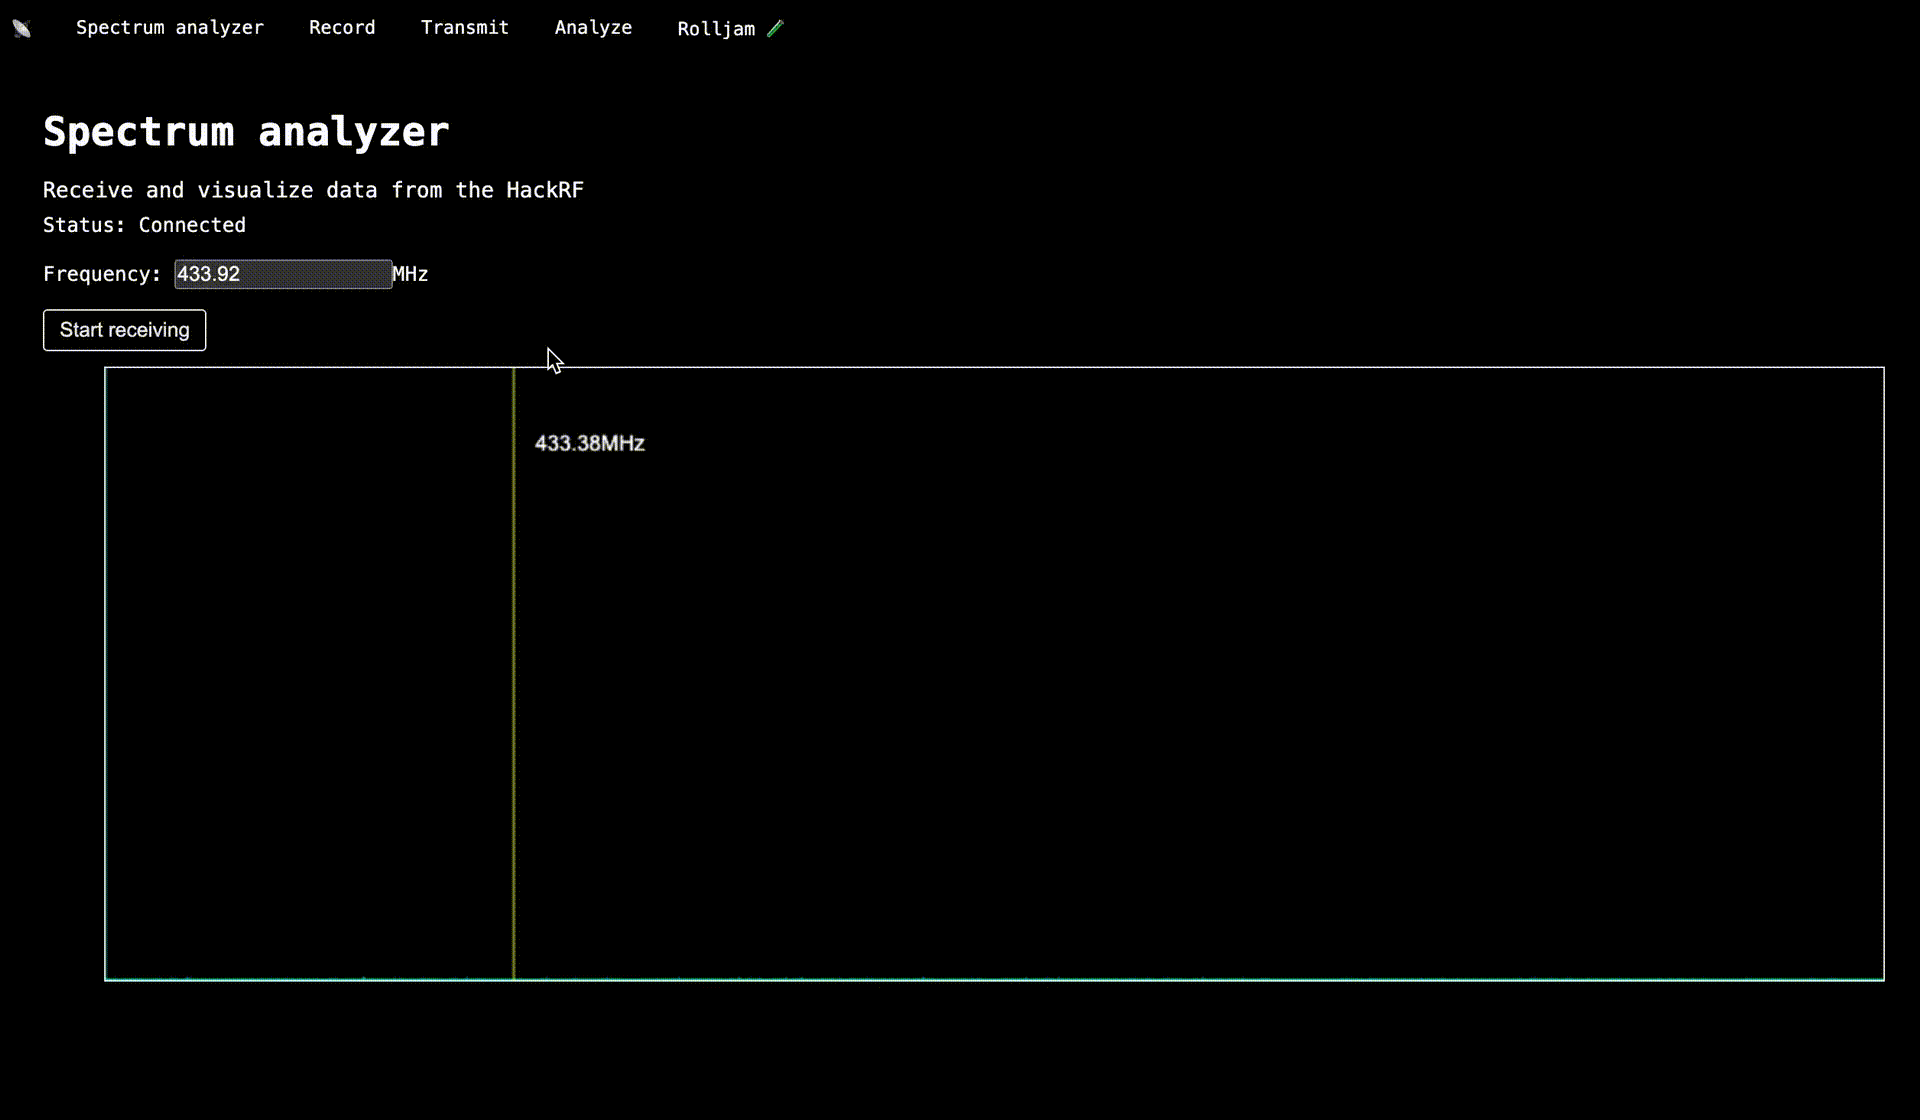 Spectrum analyzer Record Transmit Analyze Rolljam
Spectrum analyzer
Receive and visualize data from the HackRF
Status: Connected
Frequency: 433.92 MHz
Start receiving
433.38MHz